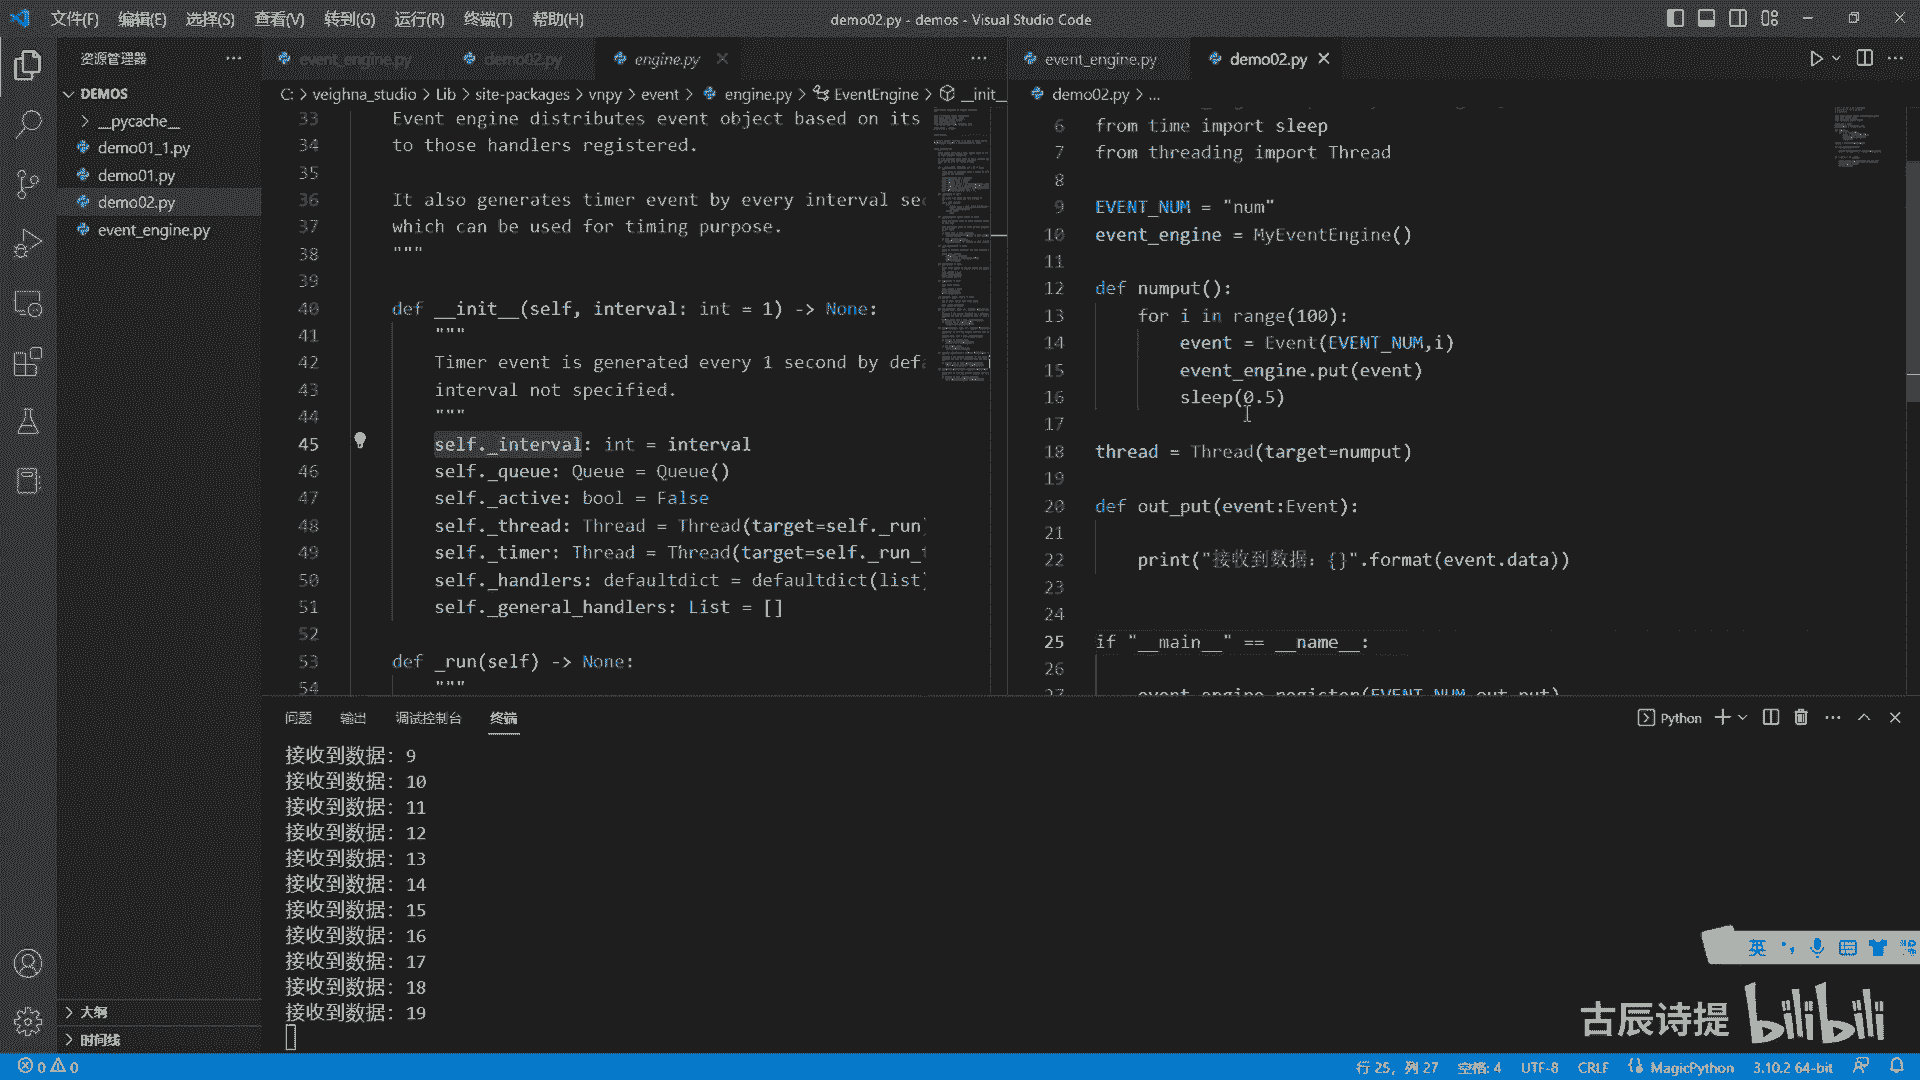 文件(F) 编辑(E) 选择(S) 查看(V) 转到(G) 运行(R) 终端(T) 帮助(H)
demo02.py - demos - Visual Studio Code
资源管理器
DEMOS
__pycache__
demo01_1.py
demo01.py
demo02.py
event_engine.py
大纲
时间线
event_engine.py demo02.py engine.py
C: > veighna_studio > Lib > site-packages > vnpy > event > engine.py > EventEngine > __init__
33 Event engine distributes event object based on its
34 to those handlers registered.
35
36 It also generates timer event by every interval
37 which can be used for timing purpose.
38 """
39
40 def __init__(self, interval: int = 1) -> None:
41 """
42 Timer event is generated every 1 second by
43 interval not specified.
44 """
45 self._interval: int = interval
46 self._queue: Queue = Queue()
47 self._active: bool = False
48 self._thread: Thread = Thread(target=self._run)
49 self._timer: Thread = Thread(target=self._run_
50 self._handlers: defaultdict = defaultdict(list)
51 self._general_handlers: List = []
52
53 def _run(self) -> None:
54 """
event_engine.py demo02.py
demo02.py > ...
6 from time import sleep
7 from threading import Thread
8
9 EVENT_NUM = "num"
10 event_engine = MyEventEngine()
11
12 def numput():
13 for i in range(100):
14 event = Event(EVENT_NUM,i)
15 event_engine.put(event)
16 sleep(0.5)
17
18 thread = Thread(target=numput)
19
20 def out_put(event:Event):
21
22 print("接收到数据: {}".format(event.data))
23
24
25 if "__main__" == __name__:
26
27 event_engine.register(EVENT_NUM,out_put)
问题 输出 调试控制台 终端
Python
接收到数据: 9
接收到数据: 10
接收到数据: 11
接收到数据: 12
接收到数据: 13
接收到数据: 14
接收到数据: 15
接收到数据: 16
接收到数据: 17
接收到数据: 18
接收到数据: 19
英
古辰诗提 bilibili
0 0
行 25, 列 27 空格: 4 UTF-8 CRLF MagicPython 3.10.2 64-bit